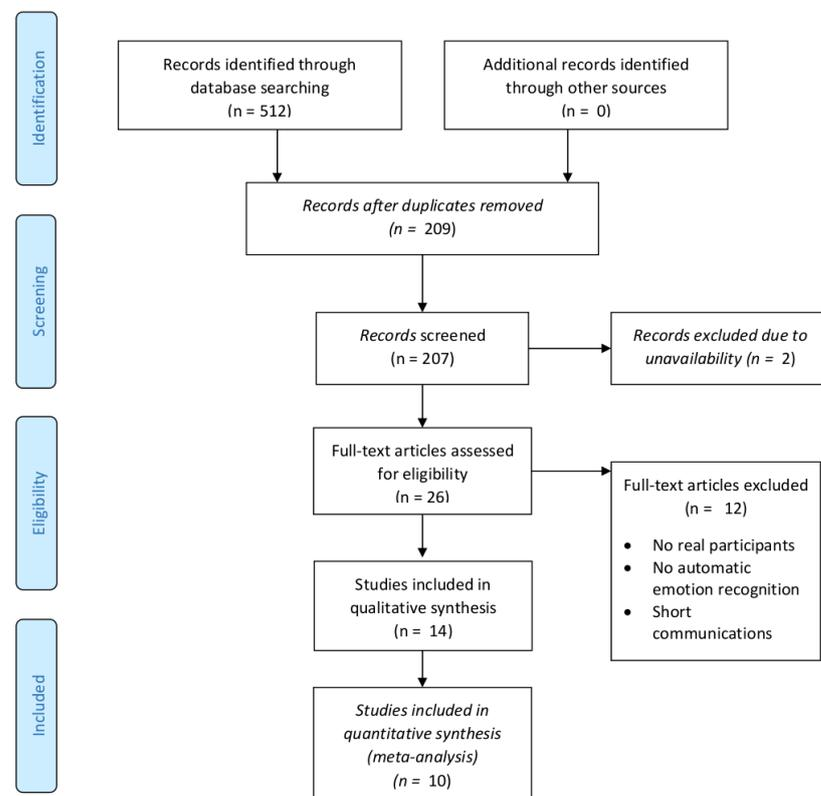 Identification
Records identified through
database searching
(n = 512)
Additional records identified
through other sources
(n = 0)
Records after duplicates removed
(n = 209)
Screening
Records screened
(n = 207)
Records excluded due to
unavailability (n = 2)
Eligibility
Full-text articles assessed
for eligibility
(n = 26)
Full-text articles excluded
(n = 12)
• No real participants
• No automatic
emotion recognition
• Short
communications
Studies included in
qualitative synthesis
(n = 14)
Included
Studies included in
quantitative synthesis
(meta-analysis)
(n = 10)